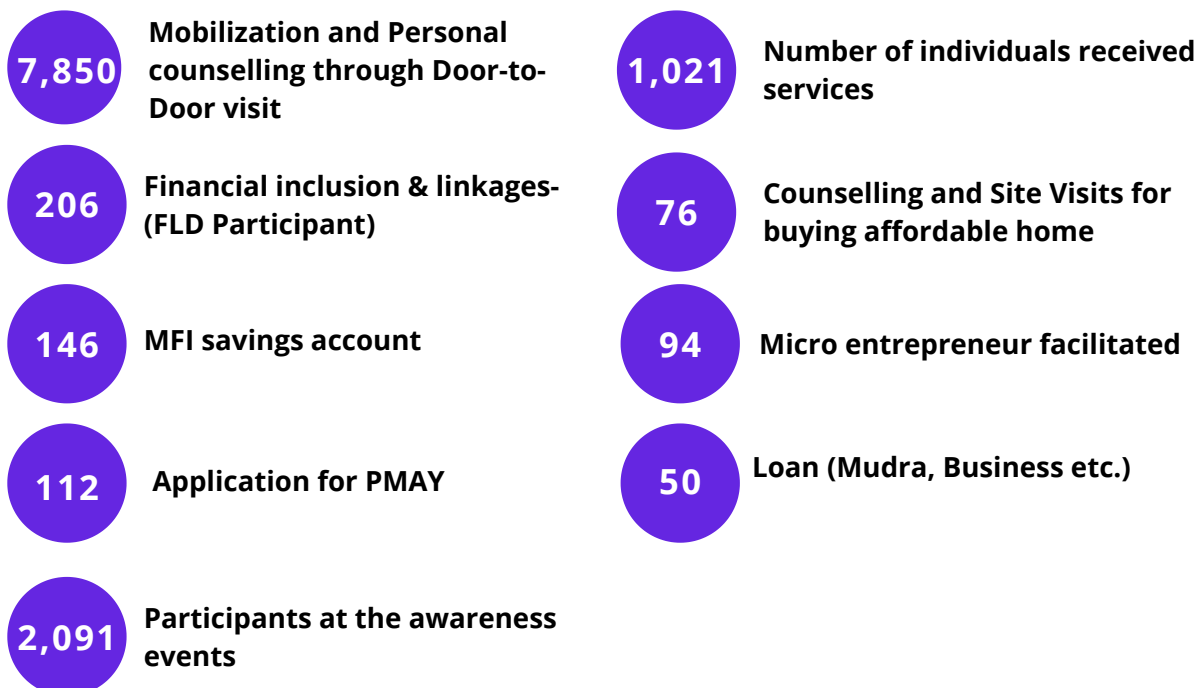 7,850
Mobilization and Personal
counselling through Door-to-
Door visit
1,021
Number of individuals received
services
206
Financial inclusion & linkages-
(FLD Participant)
76
Counselling and Site Visits for
buying affordable home
146
MFI savings account
94
Micro entrepreneur facilitated
112
Application for PMAY
50
Loan (Mudra, Business etc.)
2,091
Participants at the awareness
events